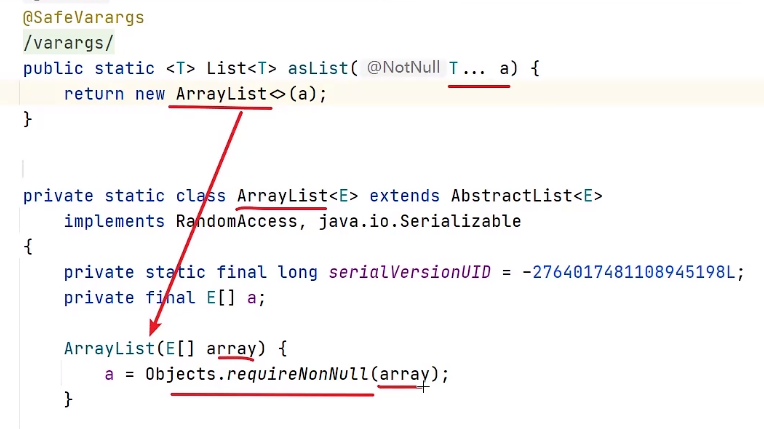 @SafeVarargs
/varargs/
public static <T> List<T> asList( @NotNull T... a) {
return new ArrayList<>(a);
}
private static class ArrayList<E> extends AbstractList<E>
implements RandomAccess, java.io.Serializable
{
private static final long serialVersionUID = -2764017481108945198L;
private final E[] a;
ArrayList(E[] array) {
a = Objects.requireNonNull(array);
}